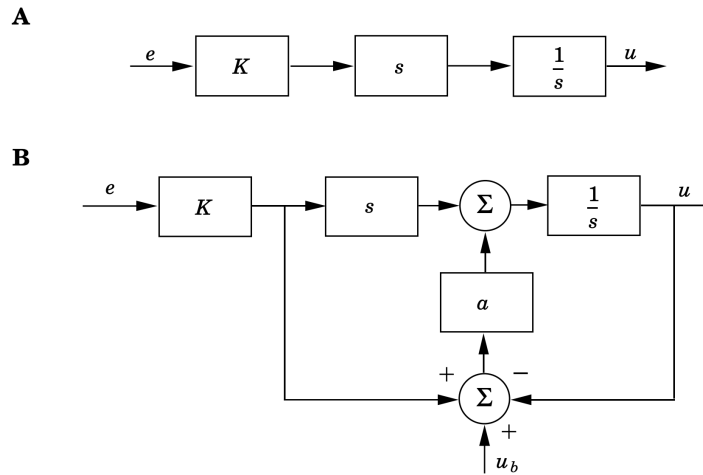 A
e K s 1/s u
B
e K s Σ 1/s u
a
+ Σ −
+
u_b